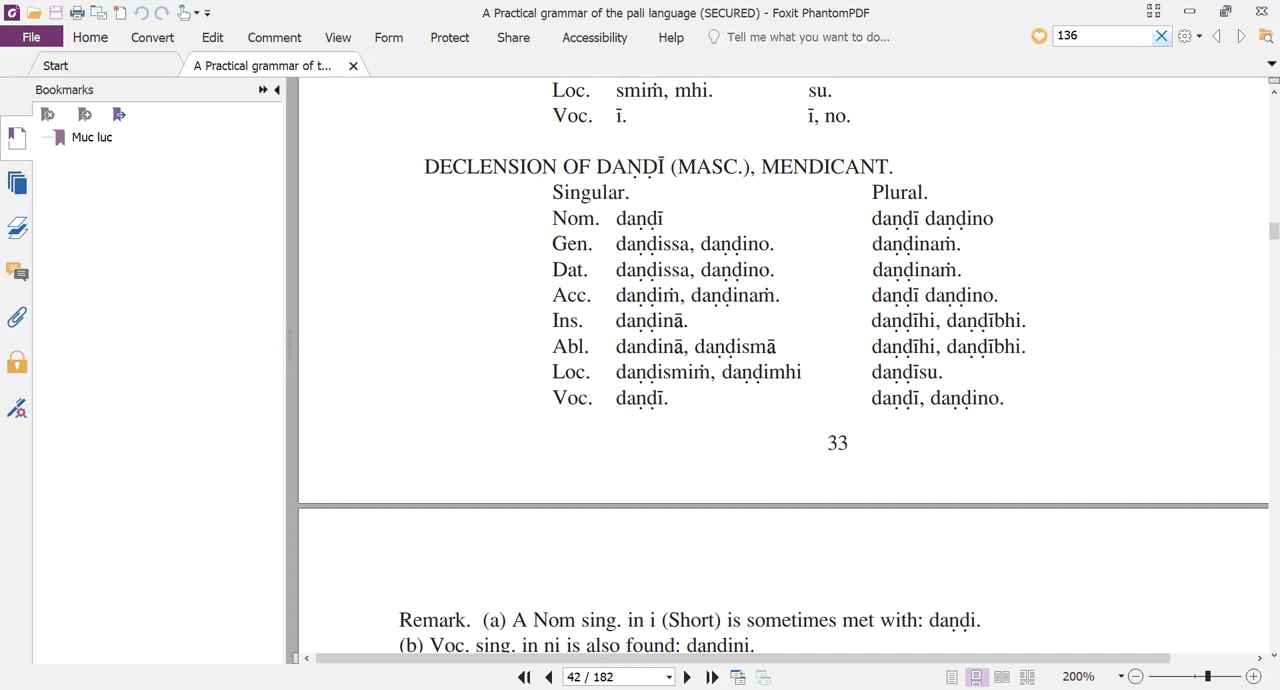 A Practical grammar of the pali language (SECURED) - Foxit PhantomPDF
File Home Convert Edit Comment View Form Protect Share Accessibility Help Tell me what you want to do... 136
Start A Practical grammar of t...
Bookmarks
Muc luc
Loc. smiṁ, mhi. su.
Voc. ī. ī, no.
DECLENSION OF DAṆḌĪ (MASC.), MENDICANT.
Singular. Plural.
Nom. daṇḍī daṇḍī daṇḍino
Gen. daṇḍissa, daṇḍino. daṇḍinaṁ.
Dat. daṇḍissa, daṇḍino. daṇḍinaṁ.
Acc. daṇḍiṁ, daṇḍinaṁ. daṇḍī daṇḍino.
Ins. daṇḍinā. daṇḍīhi, daṇḍībhi.
Abl. dandinā, daṇḍismā daṇḍīhi, daṇḍībhi.
Loc. daṇḍismiṁ, daṇḍimhi daṇḍīsu.
Voc. daṇḍī. daṇḍī, daṇḍino.
33
Remark. (a) A Nom sing. in i (Short) is sometimes met with: daṇḍi.
(b) Voc. sing. in ni is also found: dandini.
42 / 182 200%